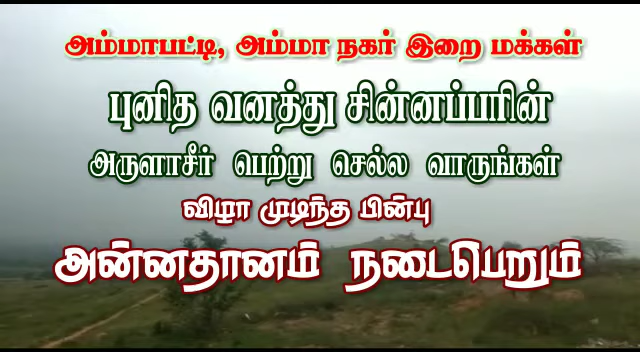 அம்மாபட்டி, அம்மா நகர் இறை மக்கள்
புனித வனத்து சின்னப்பரின்
அருளாசீர் பெற்று செல்ல வாருங்கள்
விழா முடிந்த பின்பு
அன்னதானம் நடைபெறும்